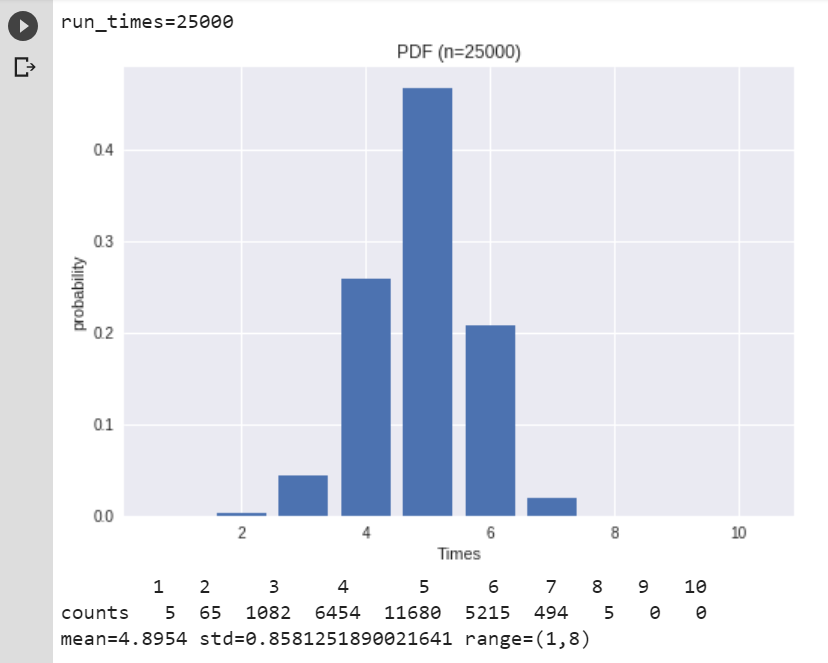 run_times=25000
PDF (n=25000)
0.4
0.3
0.2
0.1
0.0
probability
2 4 6 8 10
Times
1 2 3 4 5 6 7 8 9 10
counts 5 65 1082 6454 11680 5215 494 5 0 0
mean=4.8954 std=0.8581251890021641 range=(1,8)